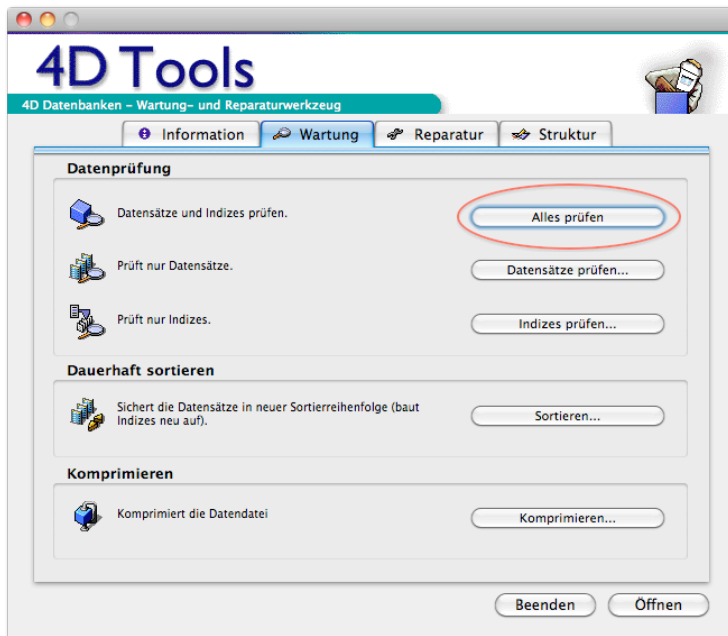 4D Tools
4D Datenbanken – Wartung– und Reparaturwerkzeug
Information
Wartung
Reparatur
Struktur
Datenprüfung
Datensätze und Indizes prüfen.
Alles prüfen
Prüft nur Datensätze.
Datensätze prüfen...
Prüft nur Indizes.
Indizes prüfen...
Dauerhaft sortieren
Sichert die Datensätze in neuer Sortierreihenfolge (baut
Indizes neu auf).
Sortieren...
Komprimieren
Komprimiert die Datendatei
Komprimieren...
Beenden
Öffnen